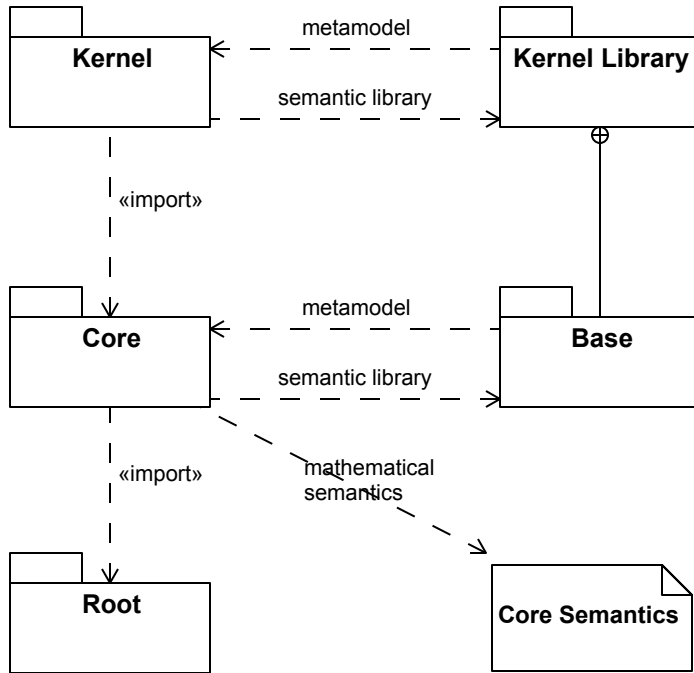 metamodel
Kernel
Kernel Library
semantic library
«import»
metamodel
Core
Base
semantic library
«import»
mathematical
semantics
Root
Core Semantics